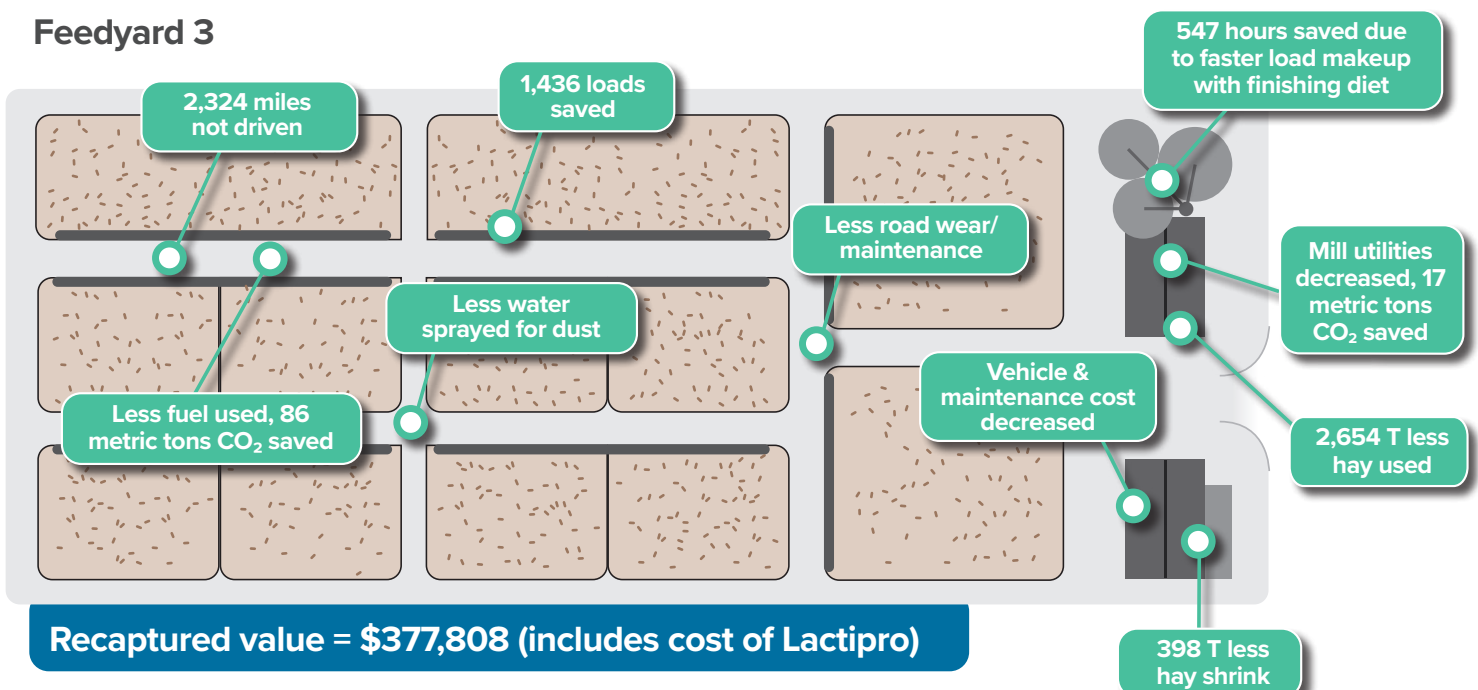 Feedyard 3
2,324 miles
not driven
1,436 loads
saved
547 hours saved due
to faster load makeup
with finishing diet
Less road wear/
maintenance
Mill utilities
decreased, 17
metric tons
CO₂ saved
Less water
sprayed for dust
Vehicle &
maintenance cost
decreased
Less fuel used, 86
metric tons CO₂ saved
2,654 T less
hay used
398 T less
hay shrink
Recaptured value = $377,808 (includes cost of Lactipro)